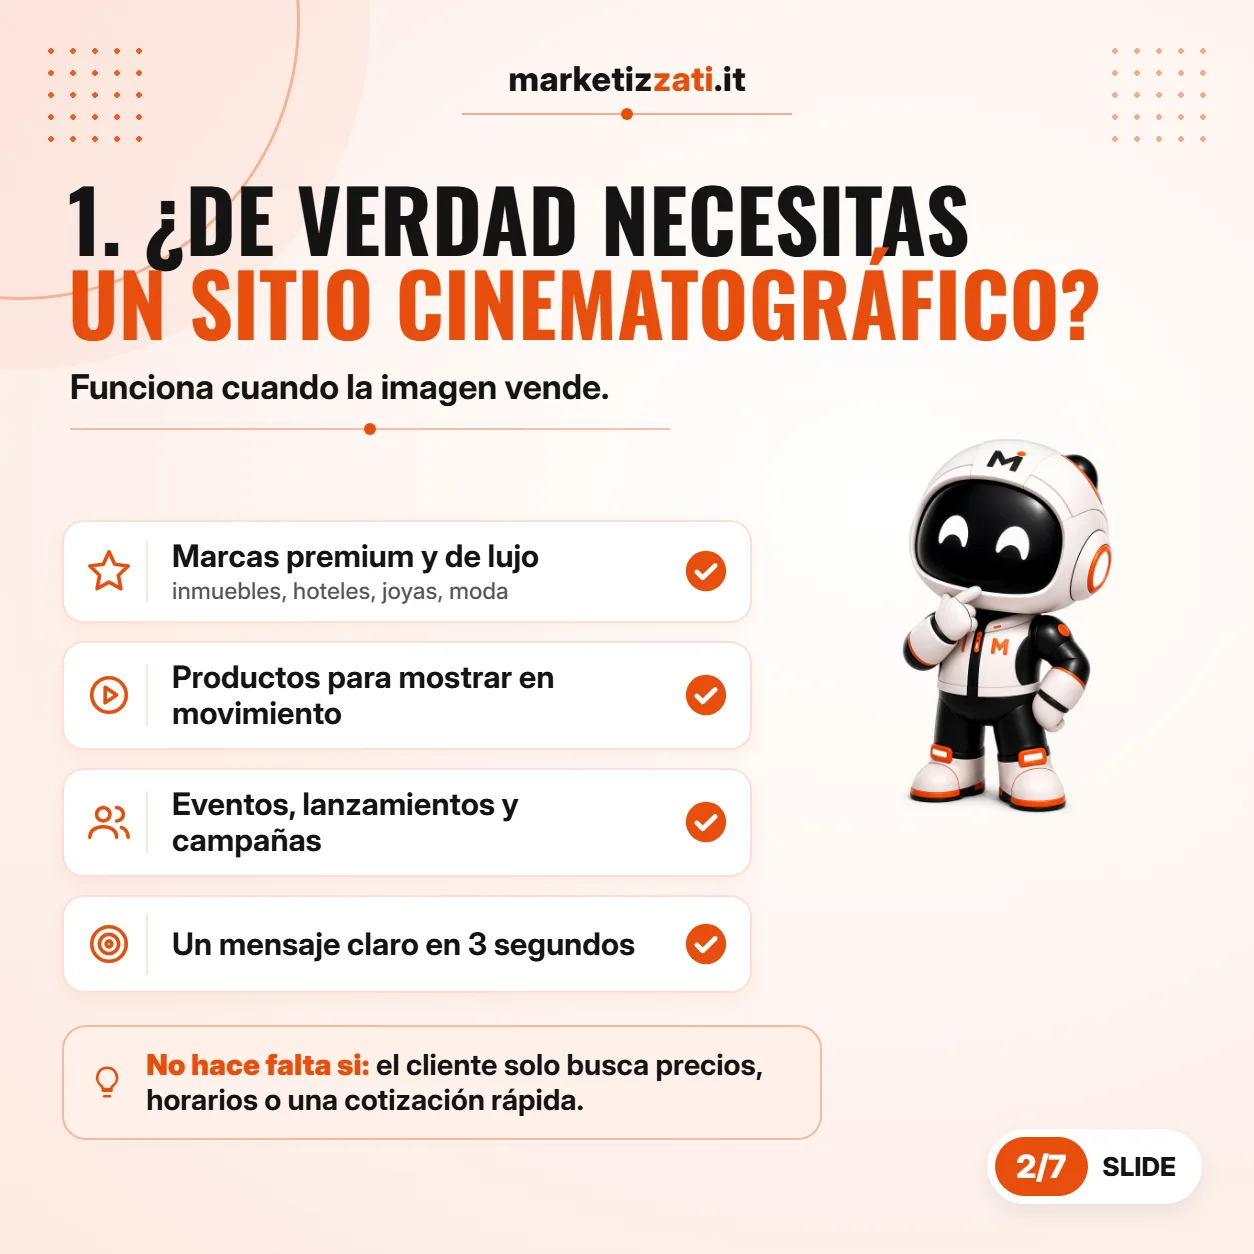 marketizzati.it
1. ¿DE VERDAD NECESITAS
UN SITIO CINEMATOGRÁFICO?
Funciona cuando la imagen vende.
Marcas premium y de lujo
inmuebles, hoteles, joyas, moda
Productos para mostrar en
movimiento
Eventos, lanzamientos y
campañas
Un mensaje claro en 3 segundos
No hace falta si: el cliente solo busca precios,
horarios o una cotización rápida.
Mi
M
2/7 SLIDE